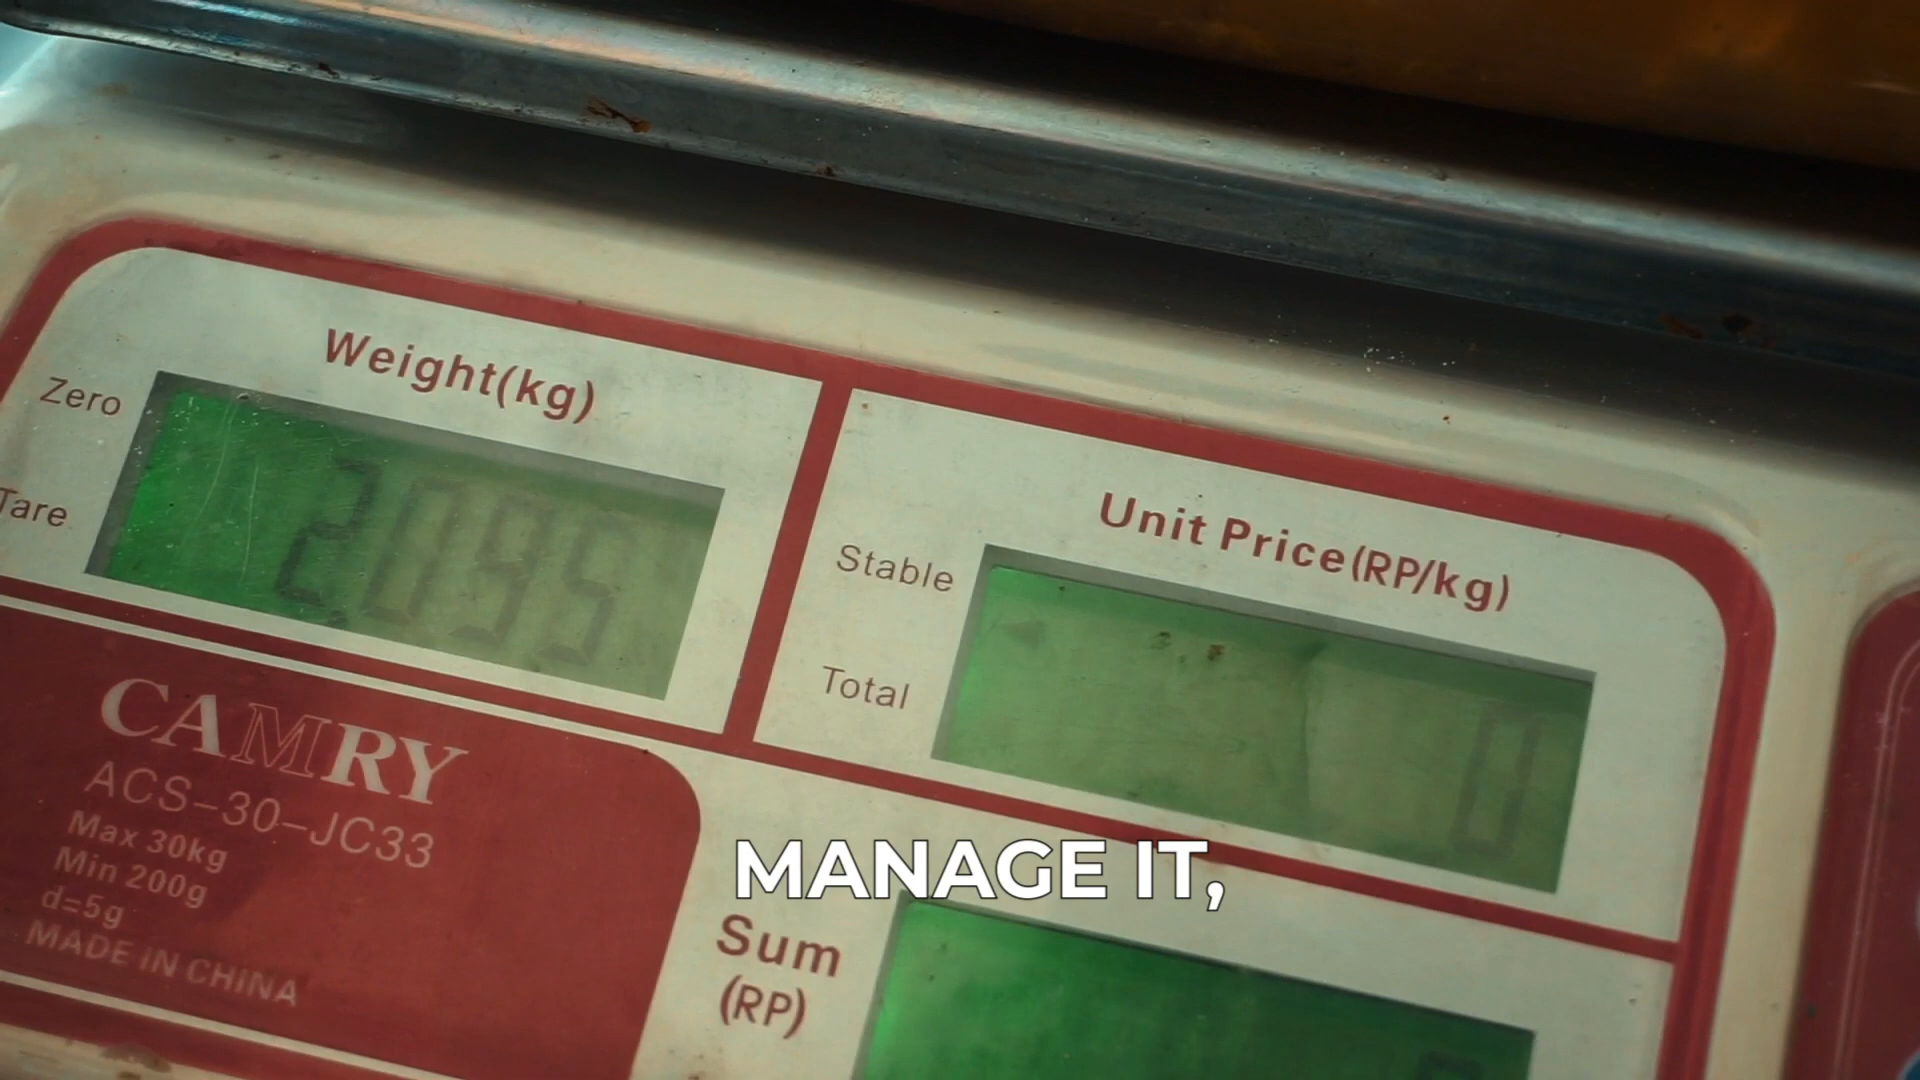 Weight(kg)
Zero
2.095
Tare
Unit Price(RP/kg)
Stable
Total
0
CAMRY
ACS-30-JC33
Max 30kg
Min 200g
d=5g
MADE IN CHINA
MANAGE IT,
Sum
(RP)